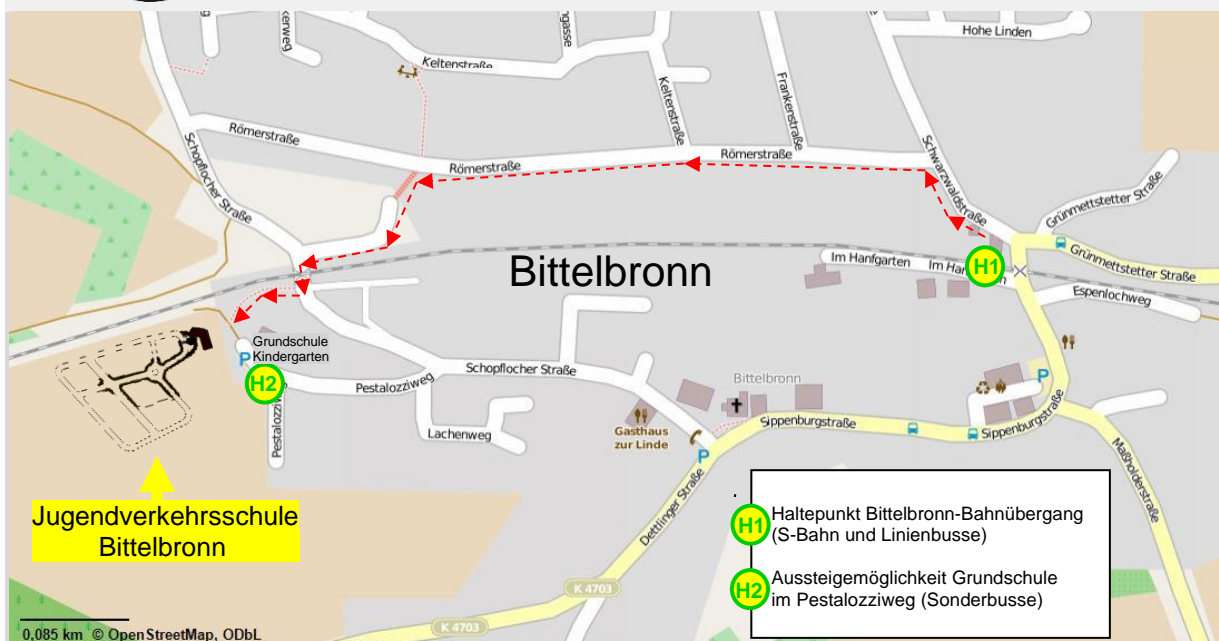 Hohe Linden
Keltenstraße
Keltenstraße
Frankenstraße
Römerstraße
Römerstraße
Römerstraße
Schopflocher Straße
Schwarzwaldstraße
Grünmettstetter Straße
Grünmettstetter Straße
Bittelbronn
Im Hanfgarten
H1
Espenlochweg
Grundschule
Kindergarten
P
H2
Pestalozziweg
Pestalozziweg
Schopflocher Straße
Bittelbronn
P
Lachenweg
Gasthaus
zur Linde
Sippenburgstraße
Sippenburgstraße
P
Maßholderstraße
Dettlinger Straße
Jugendverkehrsschule
Bittelbronn
H1 Haltepunkt Bittelbronn-Bahnübergang
(S-Bahn und Linienbusse)
H2 Aussteigemöglichkeit Grundschule
im Pestalozziweg (Sonderbusse)
K 4703
K 4703
0,085 km © OpenStreetMap, ODbL